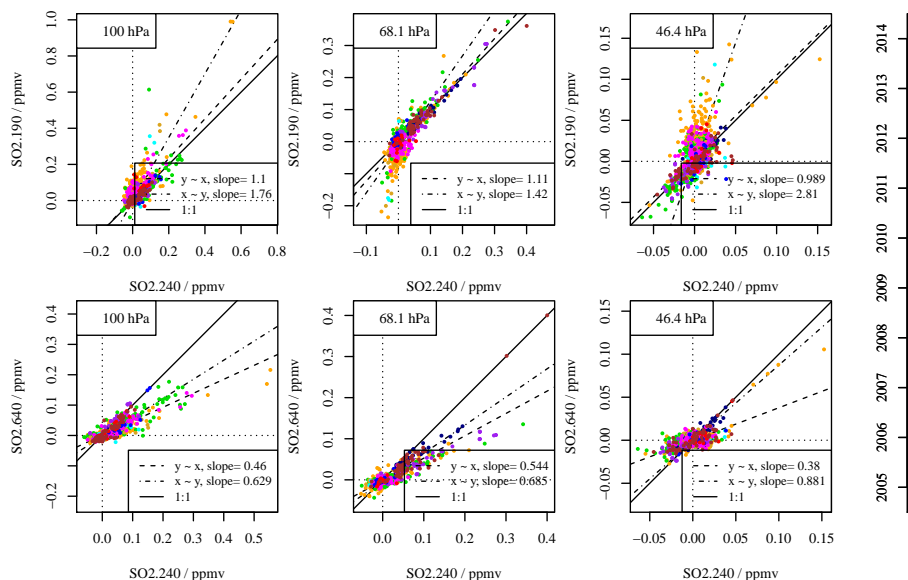 100 hPa
SO2.190 / ppmv
1.0
0.8
0.6
0.4
0.2
0.0
y ~ x, slope= 1.1
x ~ y, slope= 1.76
1:1
−0.2 0.0 0.2 0.4 0.6 0.8
SO2.240 / ppmv
68.1 hPa
SO2.190 / ppmv
0.3
0.2
0.1
0.0
−0.2
y ~ x, slope= 1.11
x ~ y, slope= 1.42
1:1
−0.1 0.0 0.1 0.2 0.3 0.4
SO2.240 / ppmv
46.4 hPa
SO2.190 / ppmv
0.15
0.10
0.05
0.00
−0.05
y ~ x, slope= 0.989
x ~ y, slope= 2.81
1:1
−0.05 0.00 0.05 0.10 0.15
SO2.240 / ppmv
100 hPa
SO2.640 / ppmv
0.4
0.3
0.2
0.1
0.0
−0.2
y ~ x, slope= 0.46
x ~ y, slope= 0.629
1:1
0.0 0.1 0.2 0.3 0.4 0.5
SO2.240 / ppmv
68.1 hPa
SO2.640 / ppmv
0.4
0.3
0.2
0.1
0.0
y ~ x, slope= 0.544
x ~ y, slope= 0.685
1:1
0.0 0.1 0.2 0.3 0.4
SO2.240 / ppmv
46.4 hPa
SO2.640 / ppmv
0.15
0.10
0.05
0.00
−0.05
y ~ x, slope= 0.38
x ~ y, slope= 0.881
1:1
−0.05 0.00 0.05 0.10 0.15
SO2.240 / ppmv
2014
2013
2012
2011
2010
2009
2008
2007
2006
2005